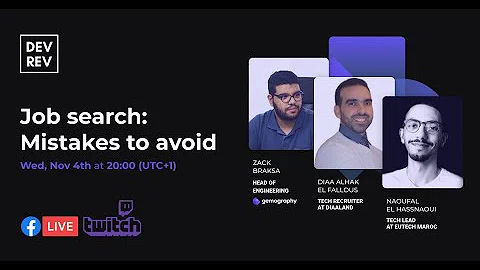 DEV
REV
Job search:
Mistakes to avoid
Wed, Nov 4th at 20:00 (UTC+1)
LIVE
twitch
ZACK
BRAKSA
HEAD OF
ENGINEERING
gemography
DIAA ALHAK
EL FALLOUS
TECH RECRUITER
AT DIAALAND
NAOUFAL
EL HASSNAOUI
TECH LEAD
AT EUTECH MAROC